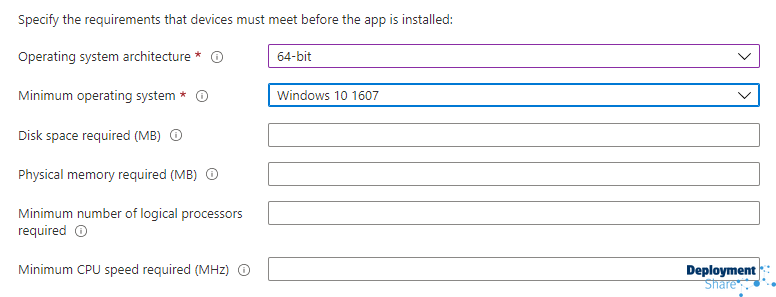 Specify the requirements that devices must meet before the app is installed:
Operating system architecture * 64-bit
Minimum operating system * Windows 10 1607
Disk space required (MB)
Physical memory required (MB)
Minimum number of logical processors
required
Minimum CPU speed required (MHz)
Deployment
Share